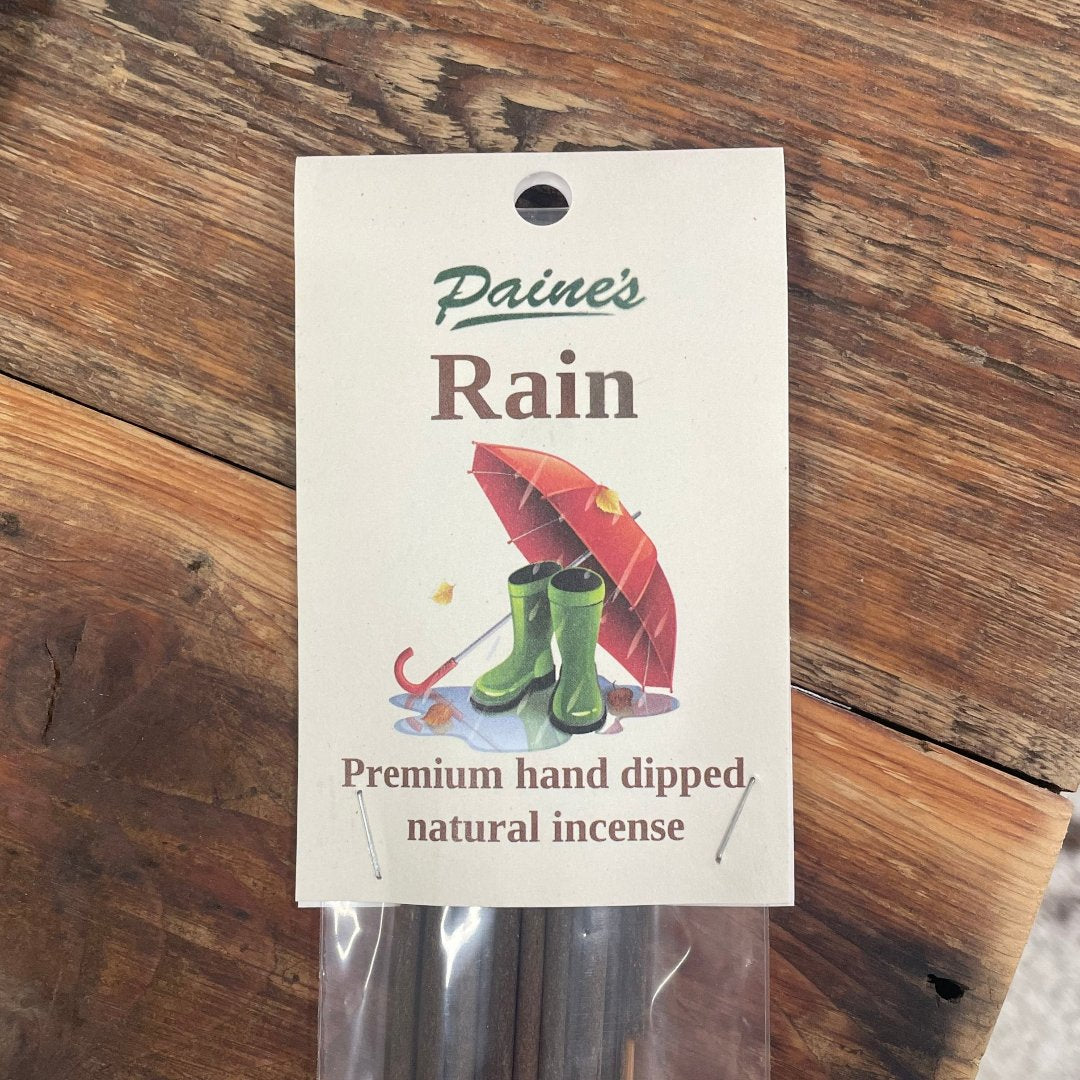 Paine's
Rain
Premium hand dipped
natural incense